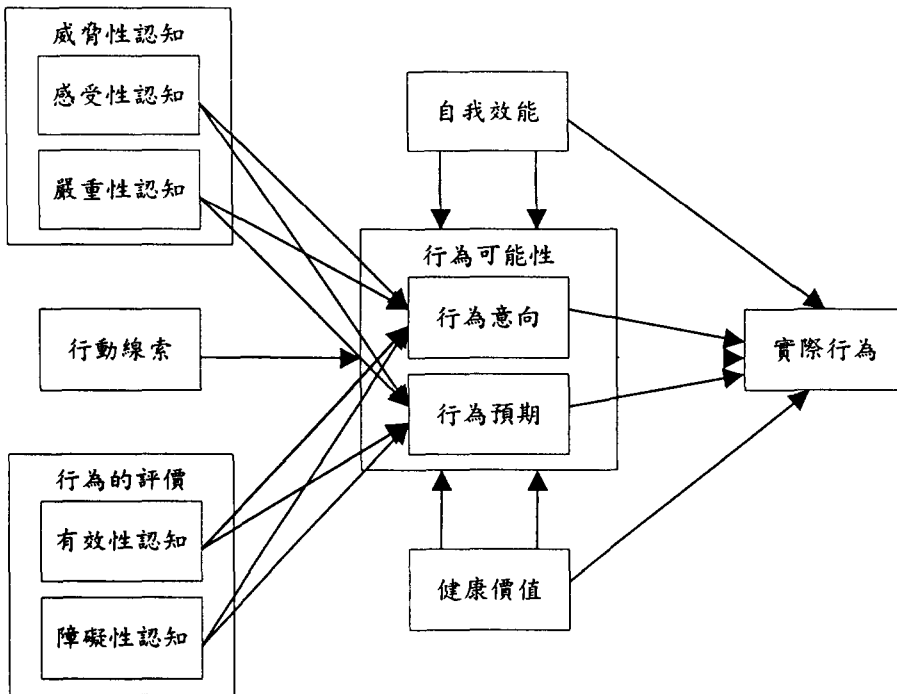 威脅性認知
感受性認知
嚴重性認知
行動線索
行為的評價
有效性認知
障礙性認知
自我效能
行為可能性
行為意向
行為預期
健康價值
實際行為